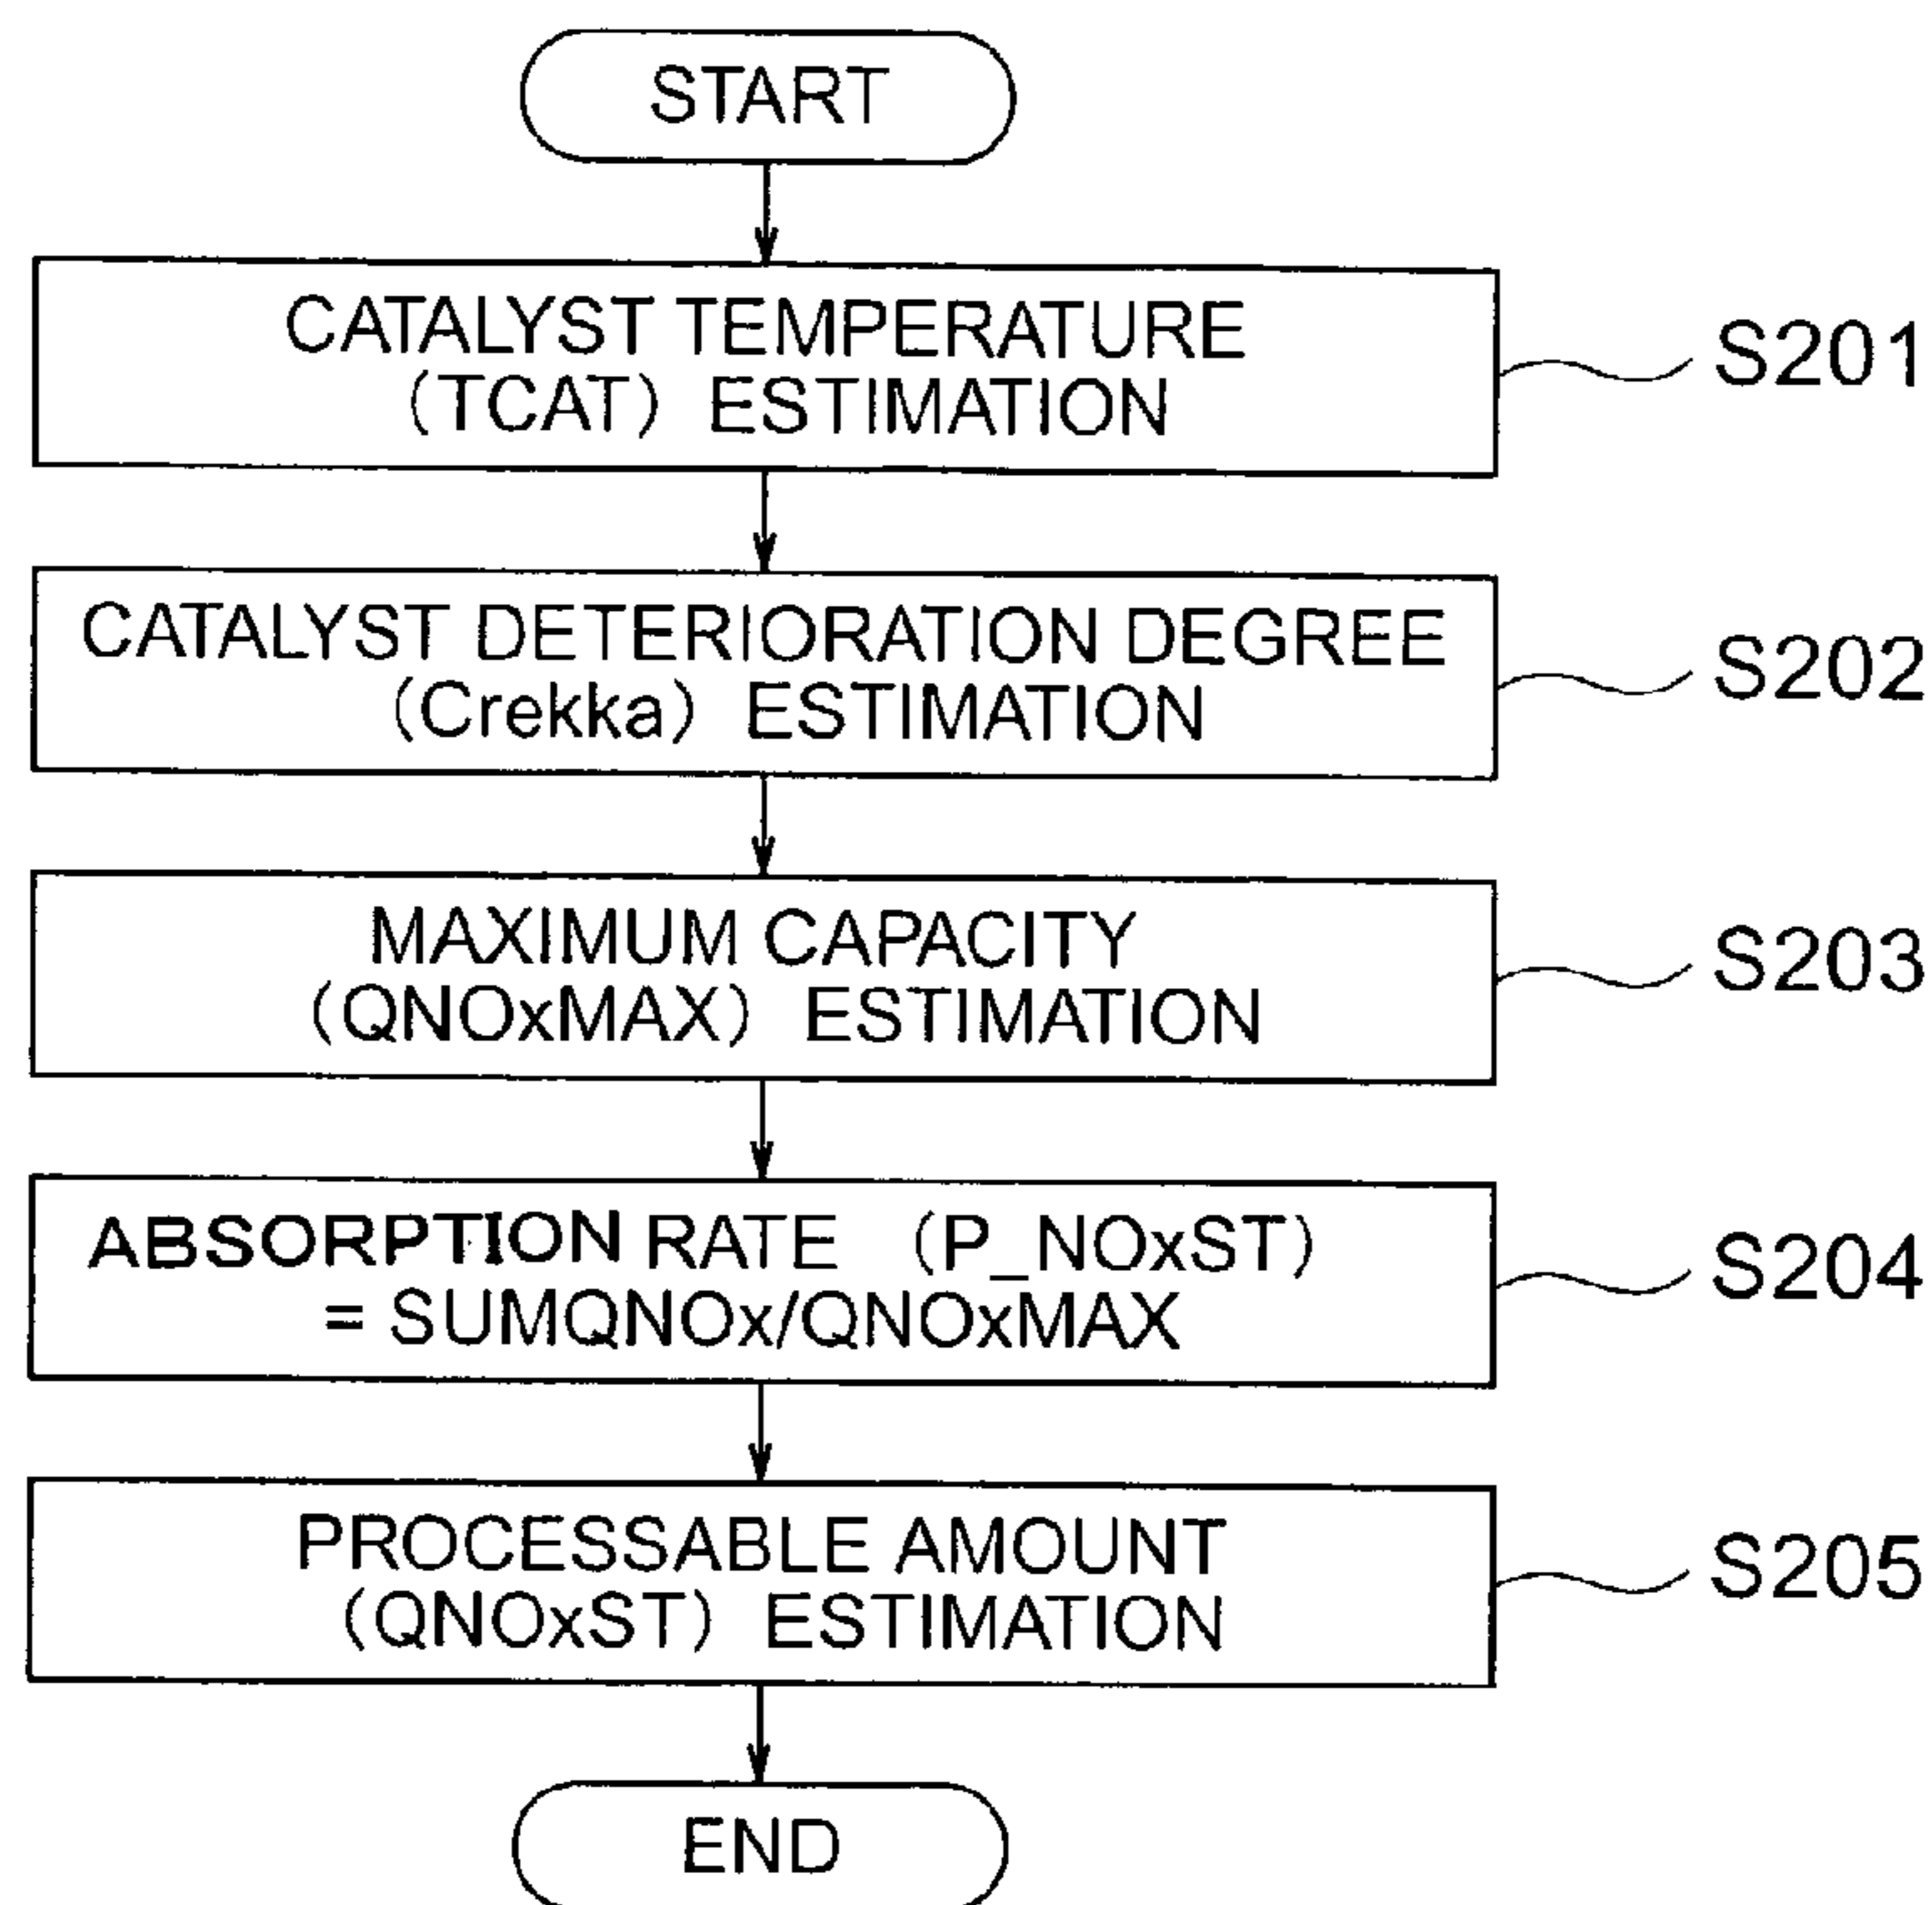 START
CATALYST TEMPERATURE
(TCAT) ESTIMATION
S201
CATALYST DETERIORATION DEGREE
(Crekka) ESTIMATION
S202
MAXIMUM CAPACITY
(QNOxMAX) ESTIMATION
S203
ABSORPTION RATE (P_NOxST)
= SUMQNOx/QNOxMAX
S204
PROCESSABLE AMOUNT
(QNOxST) ESTIMATION
S205
END